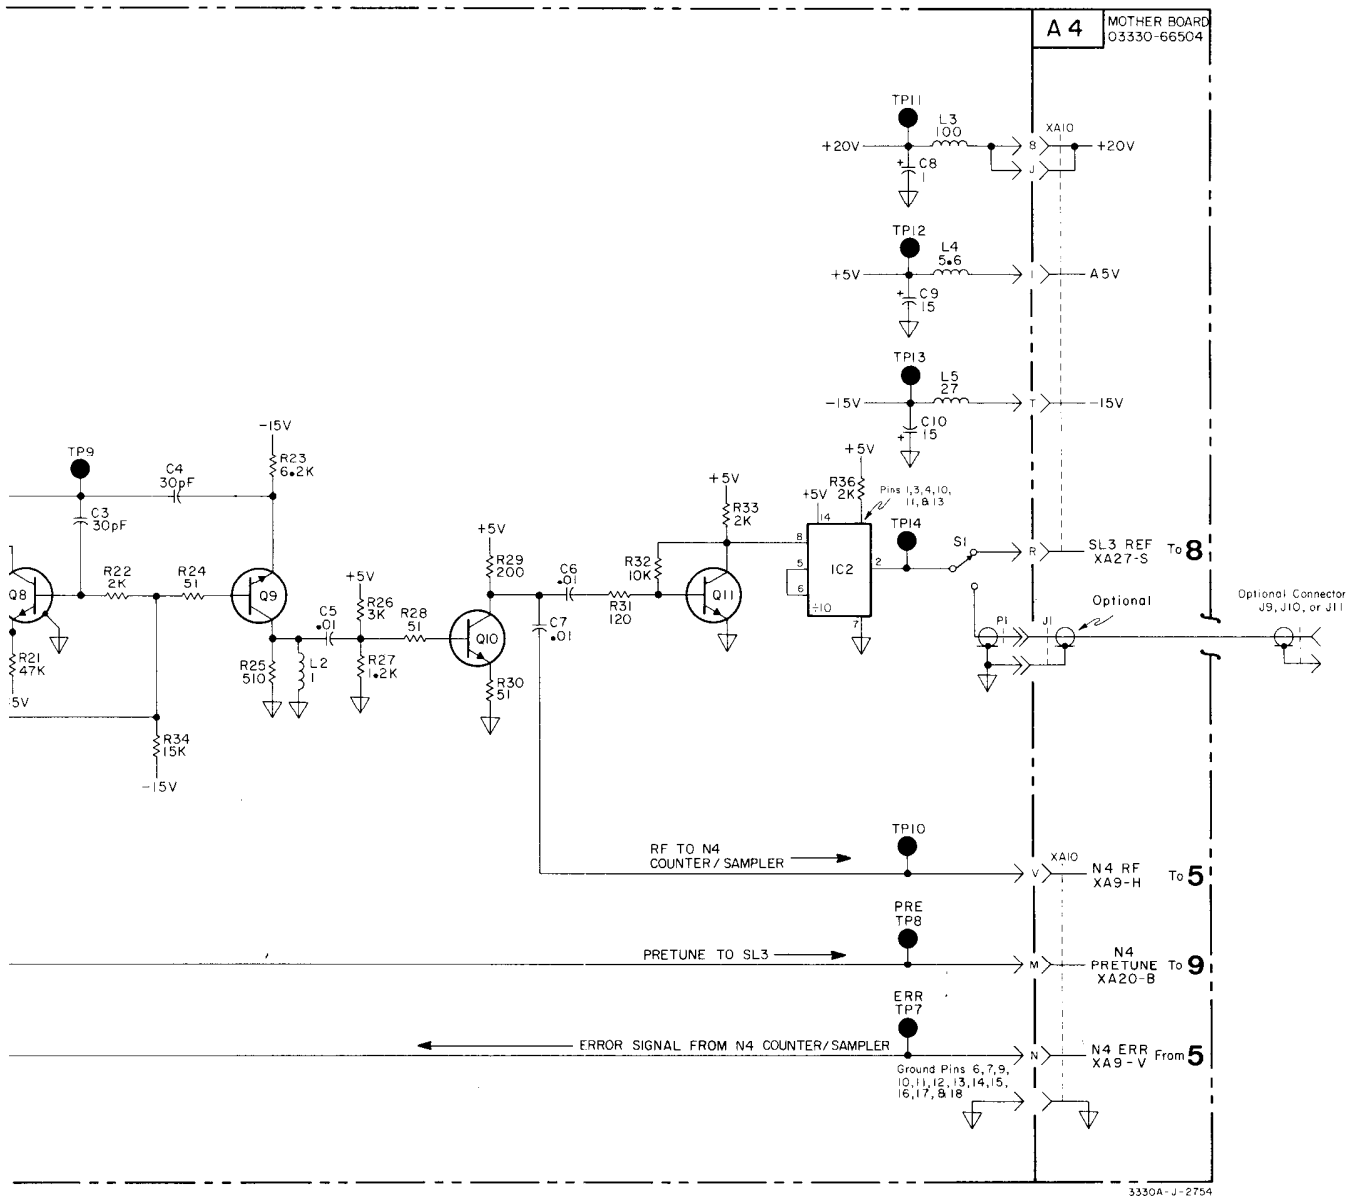 A4
MOTHER BOARD
03330-66504
TP11
L3
100
XA10
+20V
8
+20V
C8
1
J
TP12
L4
5.6
+5V
A5V
C9
15
TP13
L5
27
-15V
T
-15V
C10
15
-15V
R23
6.2K
TP9
C4
30pF
C3
30pF
+5V
R36
2K
Pins 1,3,4,10,
11, & 13
+5V
14
+5V
R33
2K
TP14
S1
R
SL3 REF
XA27-S
To 8
8
IC2
2
5
6
÷10
7
+5V
R29
200
C6
.01
R32
10K
R31
120
Q11
C7
.01
Q8
R22
2K
R24
51
Q9
+5V
R26
3K
R28
51
C5
.01
Q10
R21
47K
5V
R25
510
L2
1
R27
1.2K
R30
51
P1
J1
Optional
Optional Connector
J9, J10, or J11
R34
15K
-15V
RF TO N4
COUNTER/SAMPLER
TP10
XA10
V
N4 RF
XA9-H
To 5
PRE
TP8
PRETUNE TO SL3
M
N4
PRETUNE
XA20-B
To 9
ERR
TP7
ERROR SIGNAL FROM N4 COUNTER/SAMPLER
N
N4 ERR
XA9-V
From 5
Ground Pins 6,7,9,
10,11,12,13,14,15,
16,17, & 18
3330A-J-2754